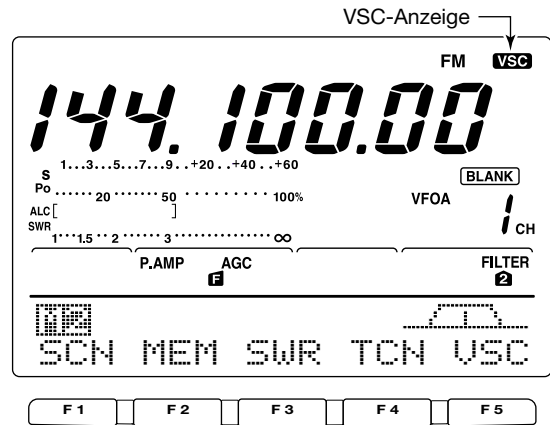 VSC-Anzeige
FM VSC
144.100.00
S 1...3...5...7...9..+20..+40..+60
Po 20 50 100%
BLANK
VFOA 1 CH
ALC [ ]
SWR 1 1.5 2 3 ∞
P.AMP AGC FILTER
F 2
M2
SCN MEM SWR TCN VSC
F1 F2 F3 F4 F5